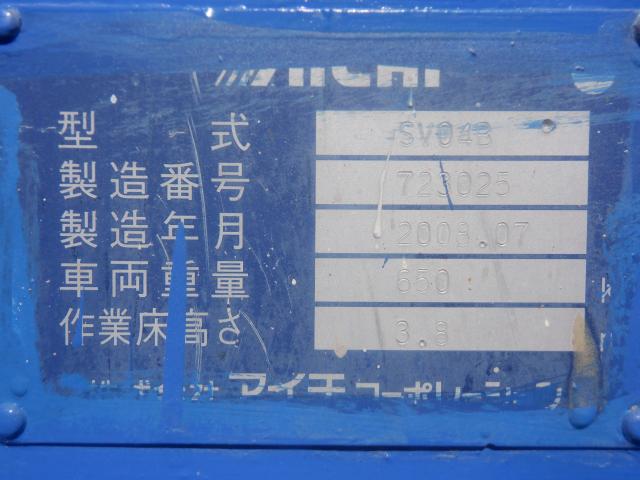 AICHI
型式 SV04B
製造番号 723025
製造年月 2008.07
車両重量 650
作業床高さ 3.8
アイチコーポレーション